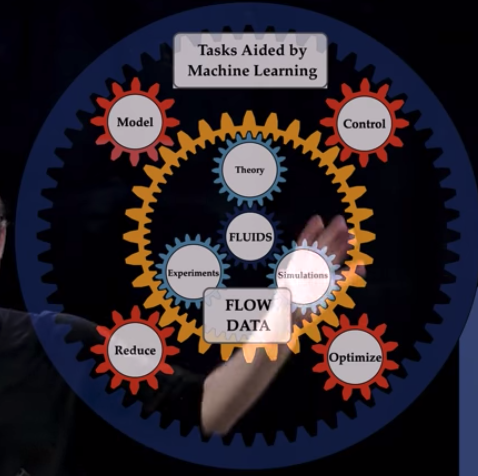 Tasks Aided by
Machine Learning
Model
Control
Theory
FLUIDS
Experiments
Simulations
FLOW
DATA
Reduce
Optimize